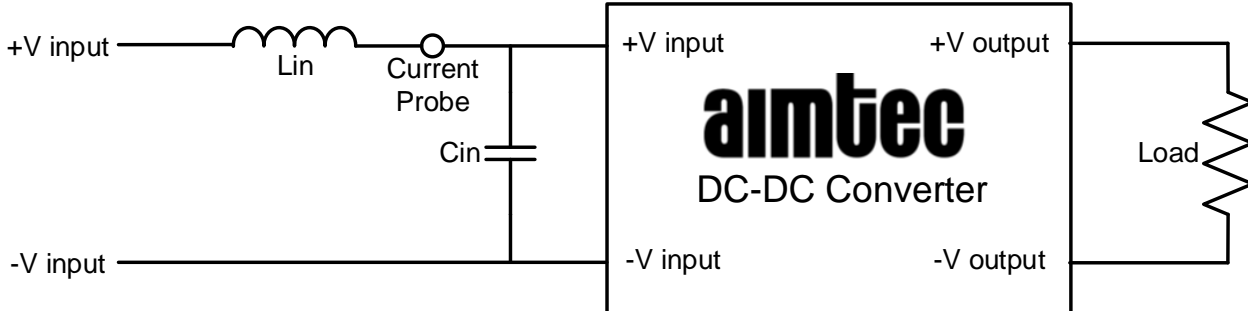 +V input
Lin
Current
Probe
Cin
-V input
+V input
+V output
aimtec
DC-DC Converter
-V input
-V output
Load